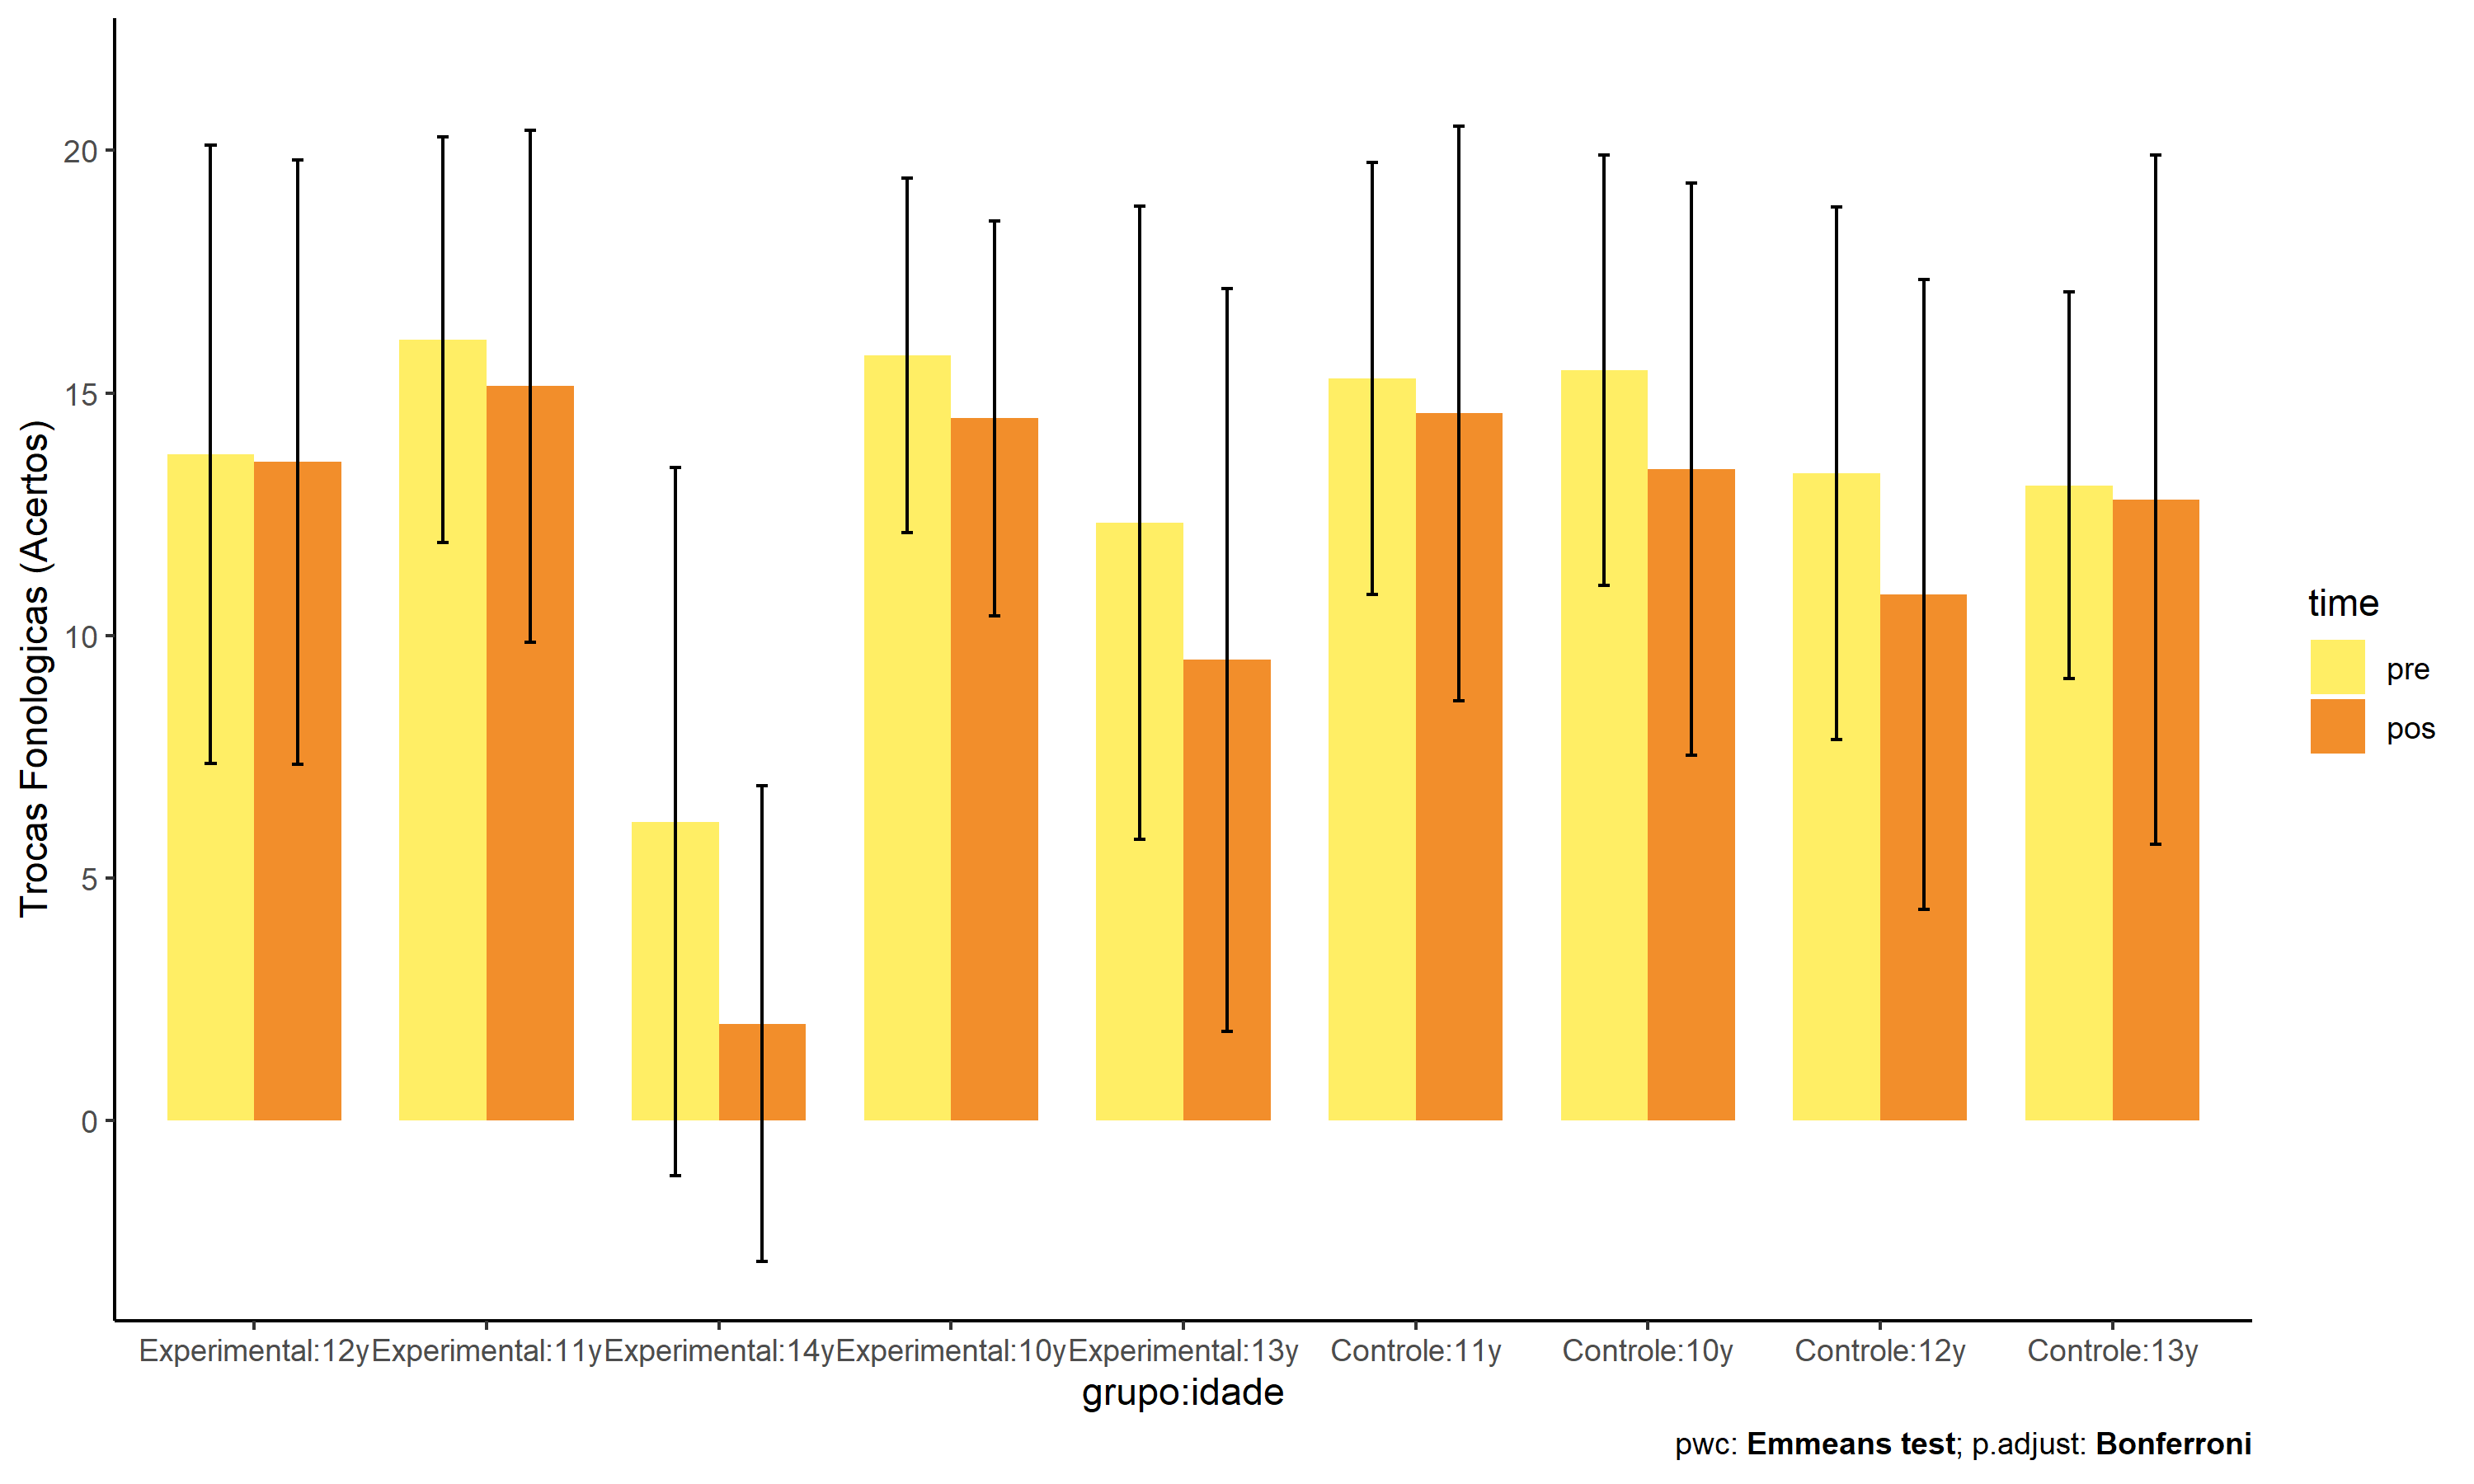 Trocas Fonologicas (Acertos)
20
15
10
5
0
Experimental:12y
Experimental:11y
Experimental:14y
Experimental:10y
Experimental:13y
Controle:11y
Controle:10y
Controle:12y
Controle:13y
grupo:idade
time
pre
pos
pwc: Emmeans test; p.adjust: Bonferroni